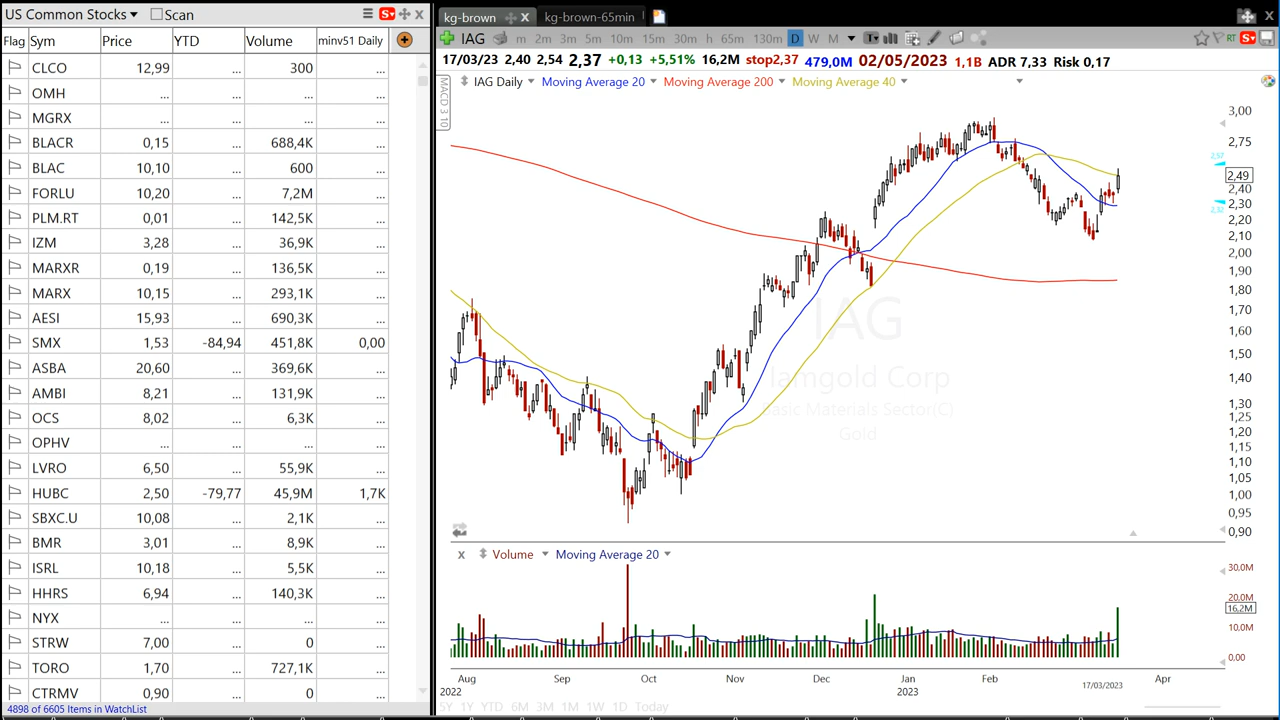 US Common Stocks Scan
Flag Sym Price YTD Volume minv51 Daily
CLCO 12,99 ... 300
OMH ... ... ... ...
MGRX ... ... ... ...
BLACR 0,15 ... 688,4K ...
BLAC 10,10 ... 600 ...
FORLU 10,20 ... 7,2M ...
PLM.RT 0,01 ... 142,5K ...
IZM 3,28 ... 36,9K ...
MARXR 0,19 ... 136,5K ...
MARX 10,15 ... 293,1K ...
AESI 15,93 ... 690,3K ...
SMX 1,53 -84,94 451,8K 0,00
ASBA 20,60 ... 369,6K ...
AMBI 8,21 ... 131,9K ...
OCS 8,02 ... 6,3K ...
OPHV ... ... ... ...
LVRO 6,50 ... 55,9K ...
HUBC 2,50 -79,77 45,9M 1,7K
SBXC.U 10,08 ... 2,1K ...
BMR 3,01 ... 8,9K ...
ISRL 10,18 ... 5,5K ...
HHRS 6,94 ... 140,3K ...
NYX ... ... ... ...
STRW 7,00 ... 0 ...
TORO 1,70 ... 727,1K ...
CTRMV 0,90 ... 0 ...
4898 of 6605 Items in WatchList
kg-brown x kg-brown-65min
IAG m 2m 3m 5m 10m 15m 30m h 65m 130m D W M RT
17/03/23 2,40 2,54 2,37 +0,13 +5,51% 16,2M stop2,37 479,0M 02/05/2023 1,1B ADR 7,33 Risk 0,17
IAG Daily Moving Average 20 Moving Average 200 Moving Average 40
MACD 3 10
3,00
2,75
2,49
2,40
2,30
2,20
2,10
2,00
1,90
1,80
1,70
1,60
1,50
1,40
1,30
1,25
1,20
1,15
1,10
1,05
1,00
0,95
0,90
IAG
Iamgold Corp
Basic Materials Sector(C)
Gold
x Volume Moving Average 20
30.0M
20.0M
16,2M
10.0M
0.00
Aug Sep Oct Nov Dec Jan Feb 17/03/2023 Apr
2022 2023
5Y 1Y YTD 6M 3M 1M 1W 1D Today